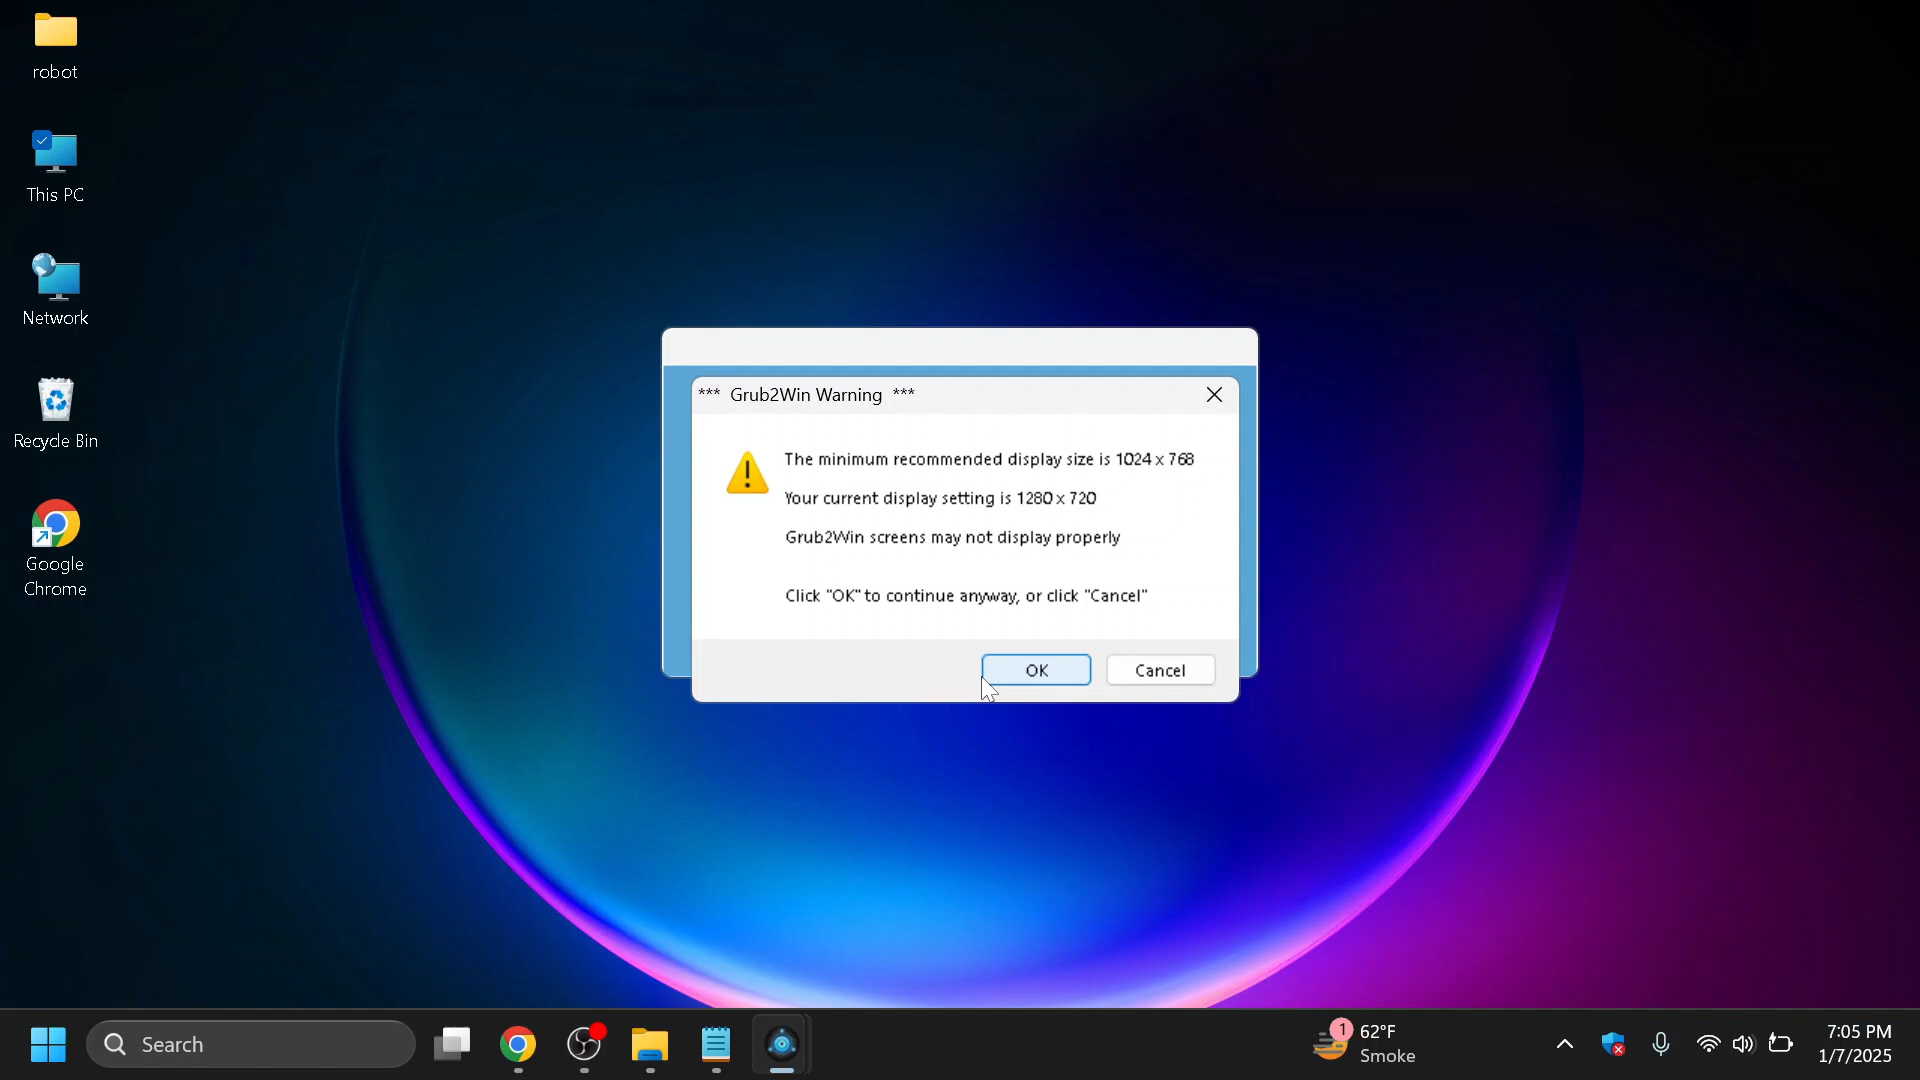 robot
This PC
Network
Recycle Bin
Google
Chrome
*** Grub2Win Warning ***
The minimum recommended display size is 1024 x 768
Your current display setting is 1280 x 720
Grub2Win screens may not display properly
Click "OK" to continue anyway, or click "Cancel"
OK
Cancel
Search
1
62°F
Smoke
7:05 PM
1/7/2025